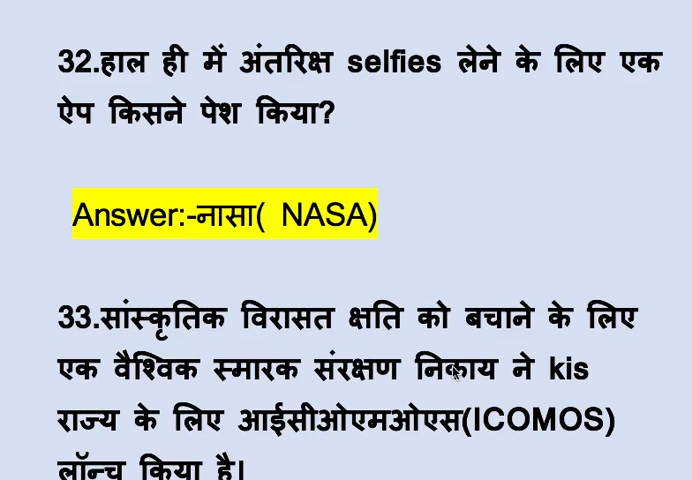 32.हाल ही में अंतरिक्ष selfies लेने के लिए एक
ऐप किसने पेश किया?
Answer:-नासा( NASA)
33.सांस्कृतिक विरासत क्षति को बचाने के लिए
एक वैश्विक स्मारक संरक्षण निकाय ने kis
राज्य के लिए आईसीओएमओएस(ICOMOS)
लॉन्च किया है।